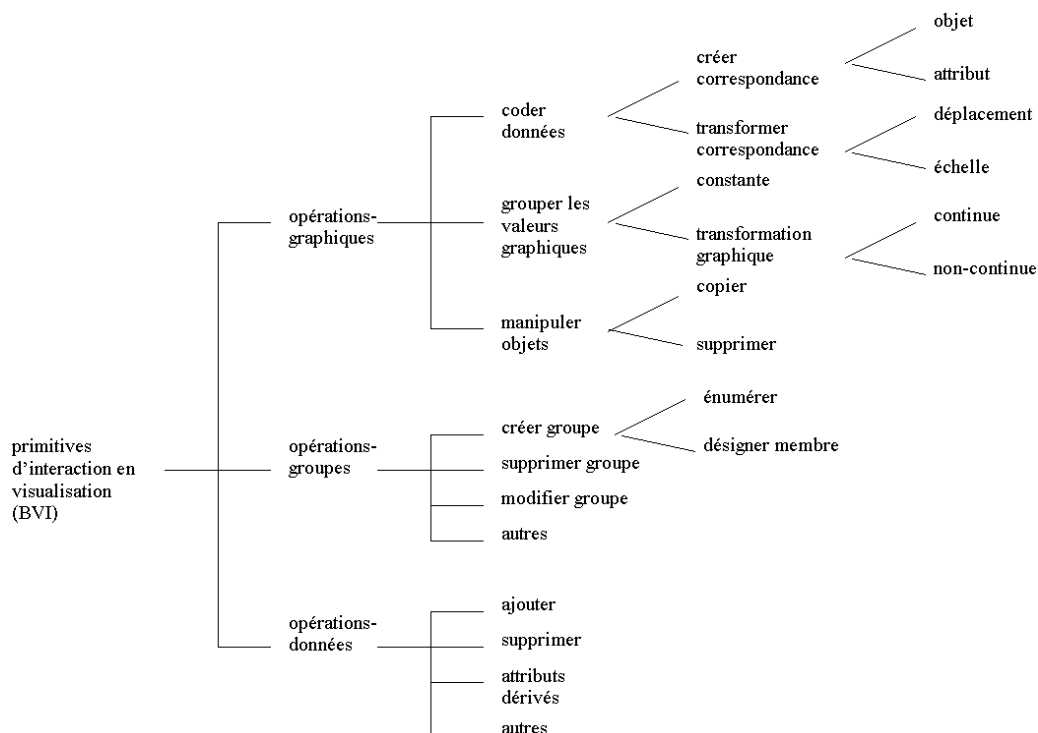 objet
créer
correspondance
attribut
coder
données
transformer
correspondance
déplacement
échelle
opérations-
graphiques
grouper les
valeurs
graphiques
constante
transformation
graphique
continue
non-continue
manipuler
objets
copier
supprimer
primitives
d'interaction en
visualisation
(BVI)
opérations-
groupes
créer groupe
énumérer
désigner membre
supprimer groupe
modifier groupe
autres
opérations-
données
ajouter
supprimer
attributs
dérivés
autres